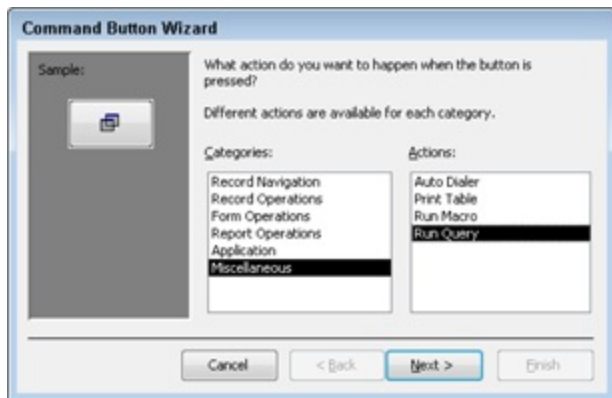 Command Button Wizard
Sample:
What action do you want to happen when the button is
pressed?
Different actions are available for each category.
Categories:
Actions:
Record Navigation
Record Operations
Form Operations
Report Operations
Application
Miscellaneous
Auto Dialer
Print Table
Run Macro
Run Query
Cancel
< Back
Next >
Finish